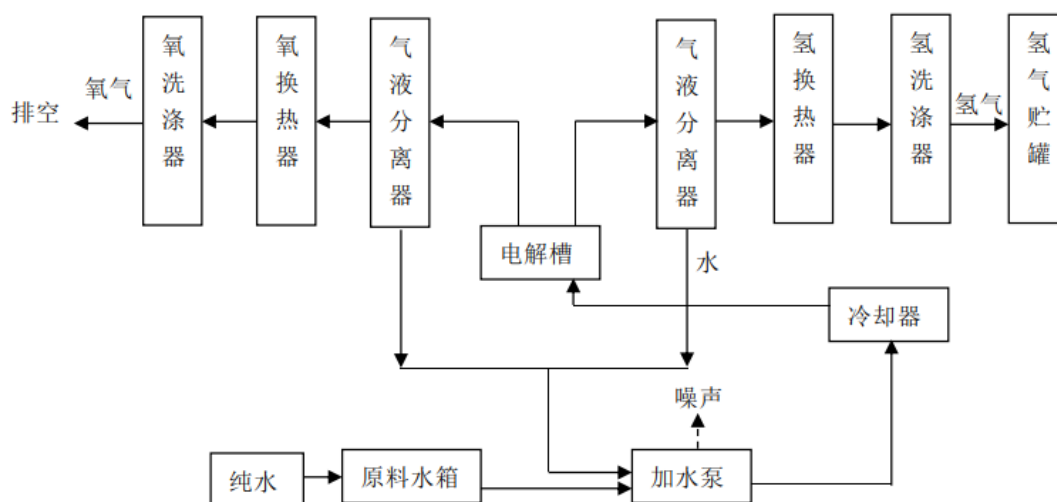 排空
氧气
氧洗涤器
氧换热器
气液分离器
气液分离器
氢换热器
氢洗涤器
氢气
氢气贮罐
电解槽
水
冷却器
噪声
纯水
原料水箱
加水泵